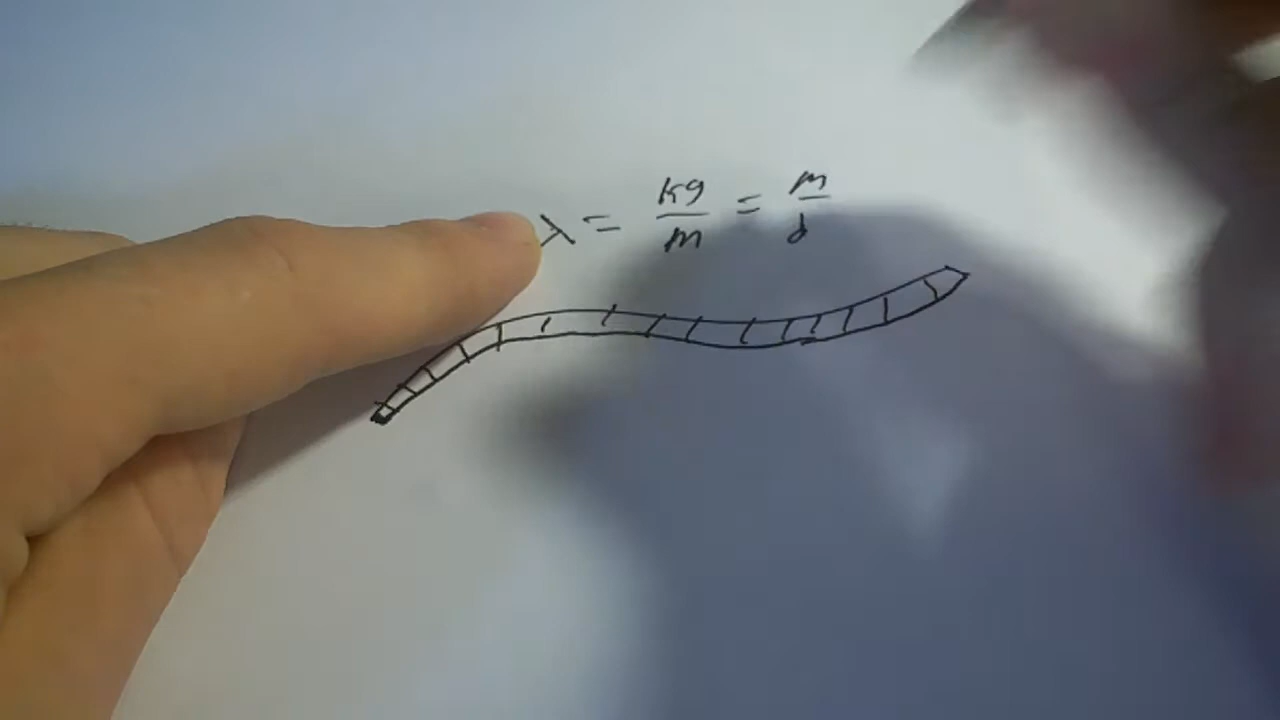 λ = kg/m = m/d